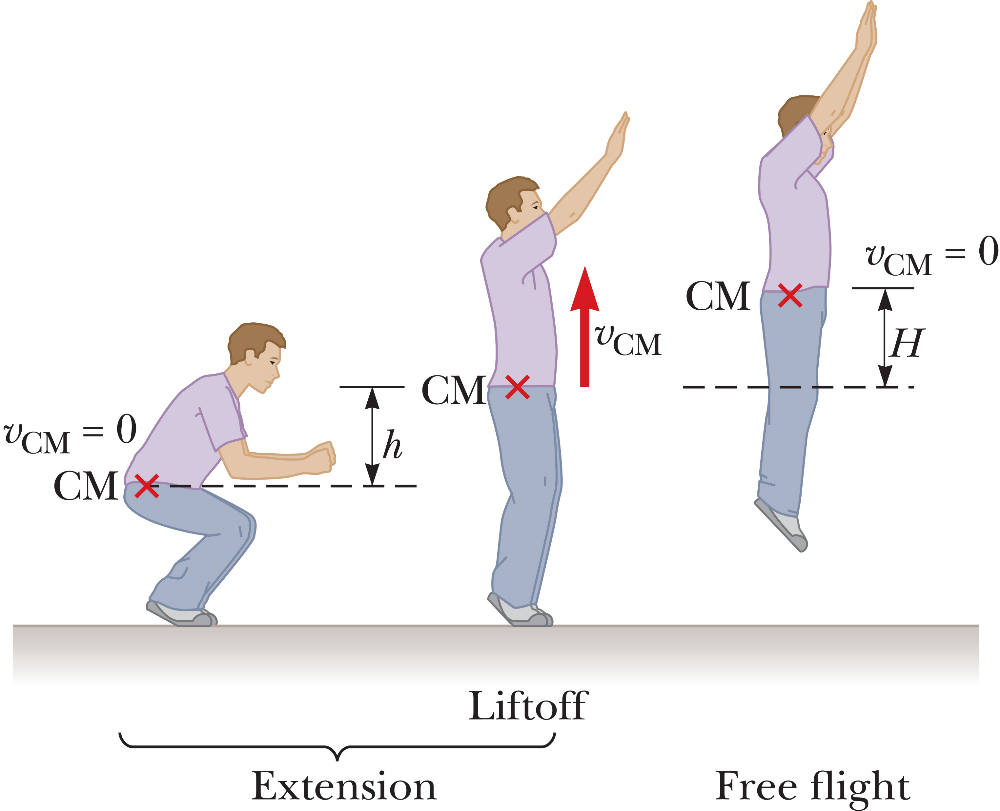 v_CM = 0
CM
h
CM
v_CM
CM
v_CM = 0
H
Liftoff
Extension
Free flight